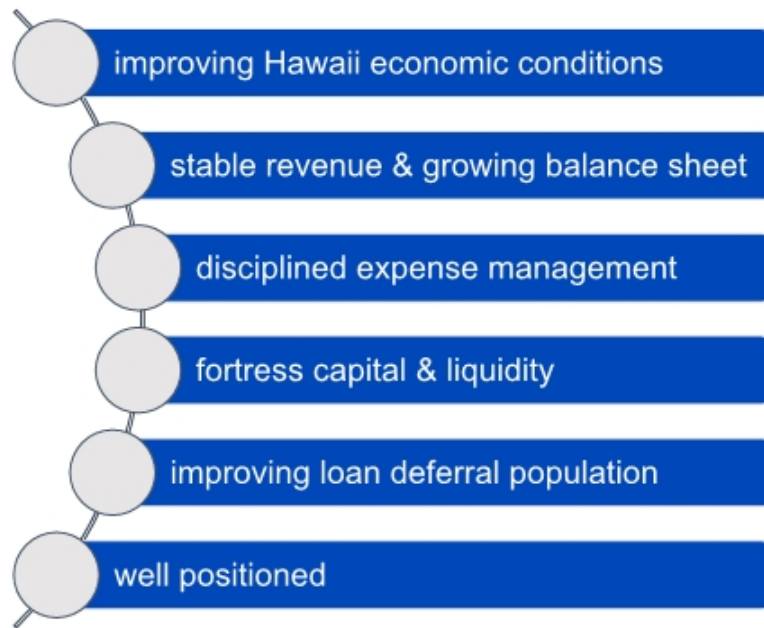 improving Hawaii economic conditions
stable revenue & growing balance sheet
disciplined expense management
fortress capital & liquidity
improving loan deferral population
well positioned